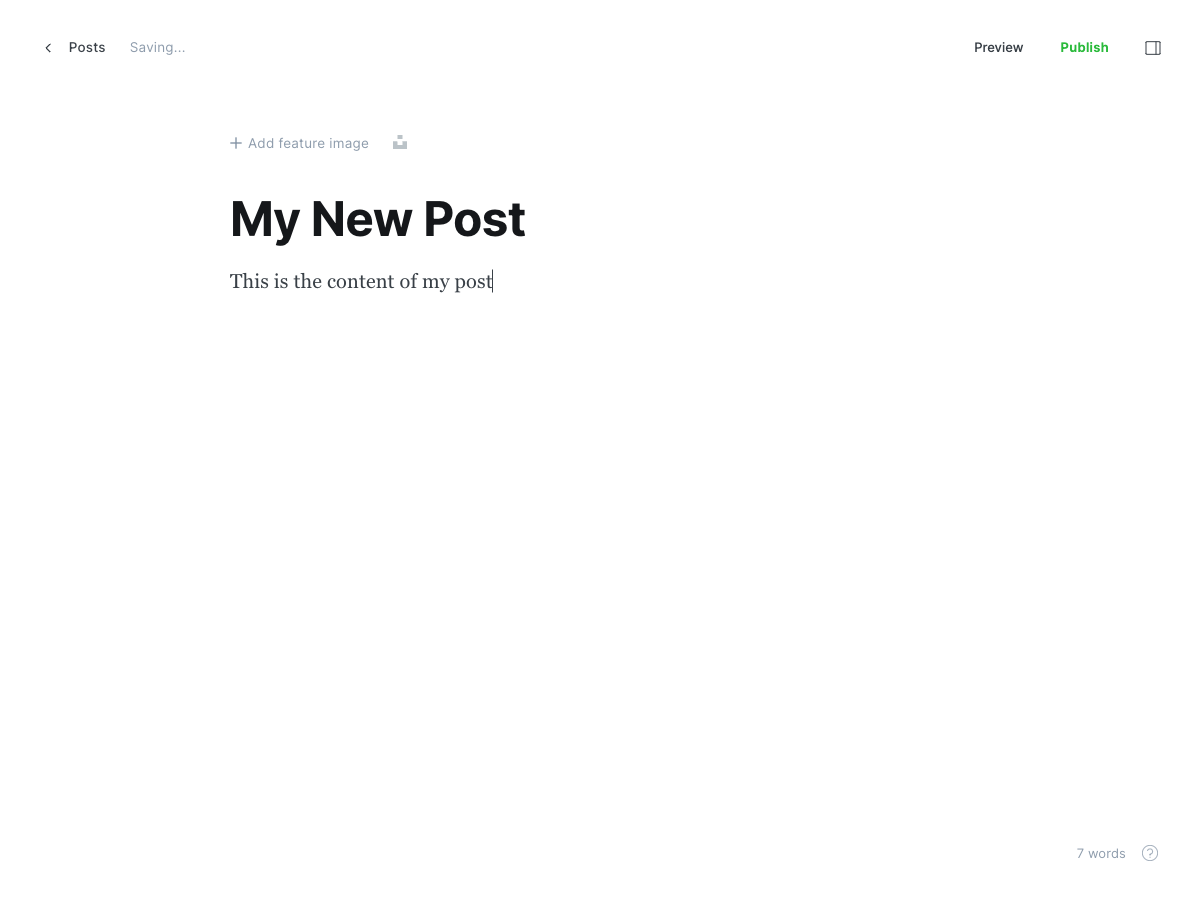 Posts Saving... Preview Publish
Add feature image
My New Post
This is the content of my post
7 words